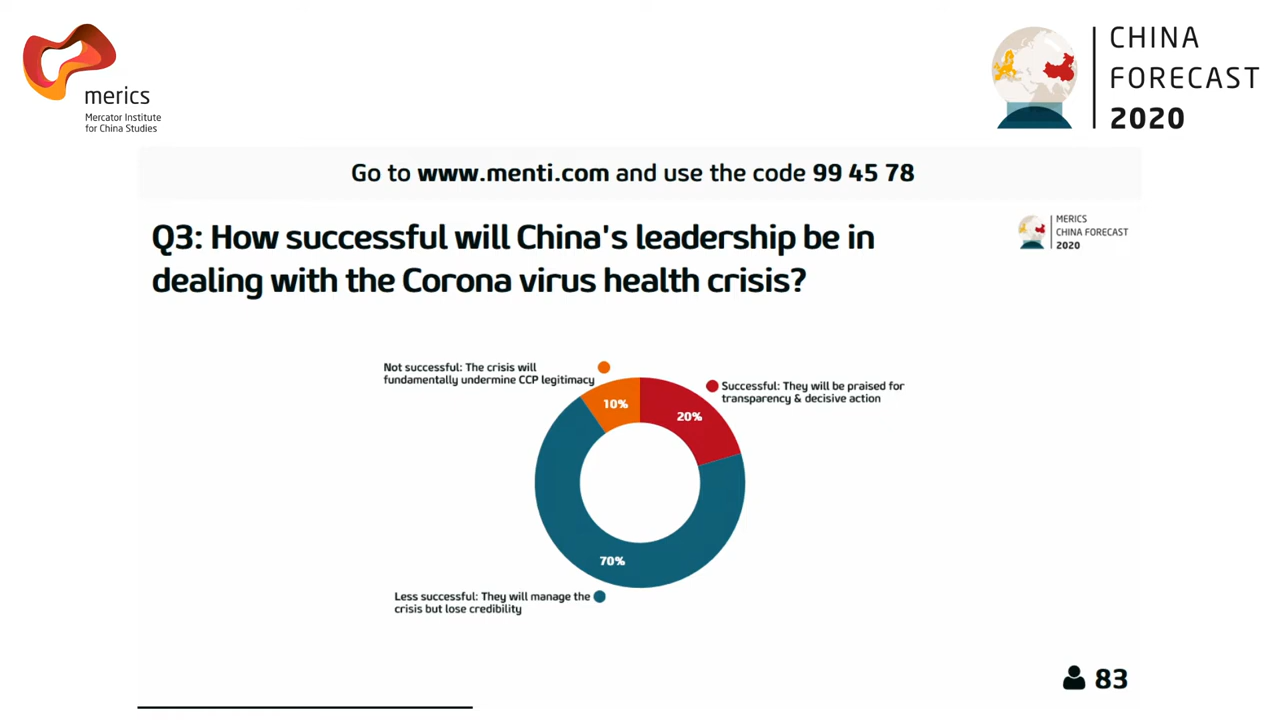 merics
Mercator Institute
for China Studies
CHINA
FORECAST
2020
Go to www.menti.com and use the code 99 45 78
Q3: How successful will China's leadership be in
dealing with the Corona virus health crisis?
MERICS
CHINA FORECAST
2020
Not successful: The crisis will
fundamentally undermine CCP legitimacy
10%
20%
Successful: They will be praised for
transparency & decisive action
70%
Less successful: They will manage the
crisis but lose credibility
83